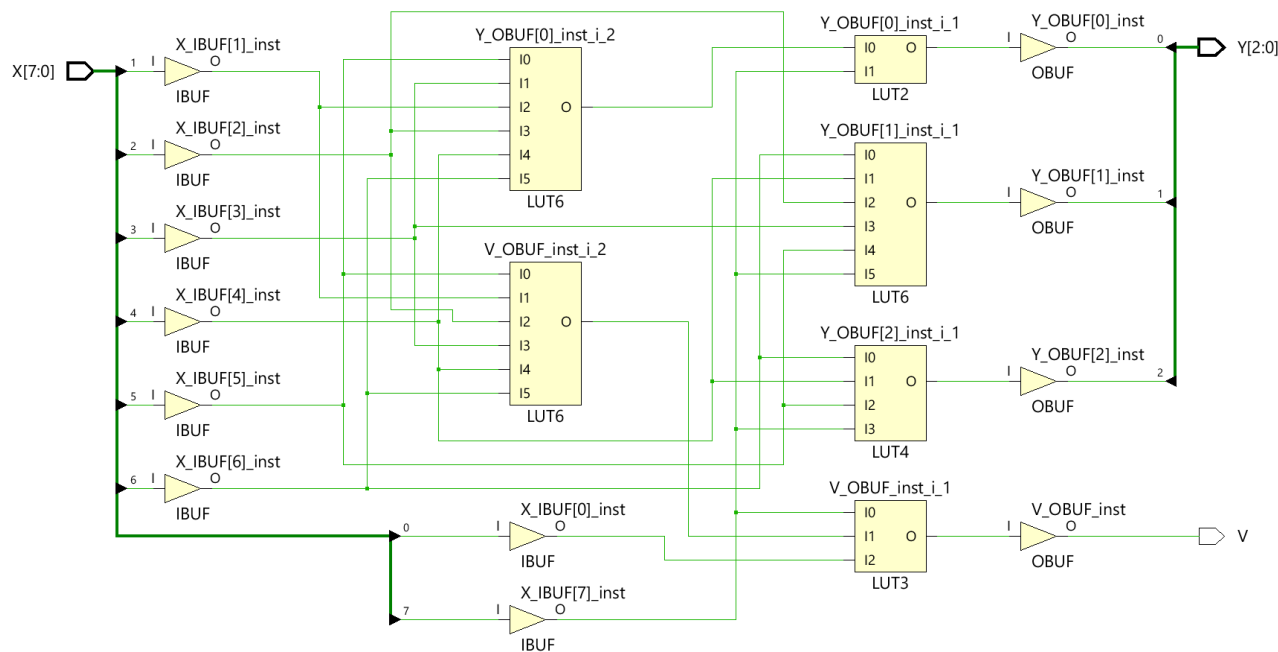 X[7:0]
1
I
X_IBUF[1]_inst
O
IBUF
2
I
X_IBUF[2]_inst
O
IBUF
3
I
X_IBUF[3]_inst
O
IBUF
4
I
X_IBUF[4]_inst
O
IBUF
5
I
X_IBUF[5]_inst
O
IBUF
6
I
X_IBUF[6]_inst
O
IBUF
0
I
X_IBUF[0]_inst
O
IBUF
7
I
X_IBUF[7]_inst
O
IBUF
Y_OBUF[0]_inst_i_2
I0
I1
I2
O
I3
I4
I5
LUT6
V_OBUF_inst_i_2
I0
I1
I2
O
I3
I4
I5
LUT6
Y_OBUF[0]_inst_i_1
I0
O
I1
LUT2
Y_OBUF[1]_inst_i_1
I0
I1
I2
O
I3
I4
I5
LUT6
Y_OBUF[2]_inst_i_1
I0
I1
O
I2
I3
LUT4
V_OBUF_inst_i_1
I0
I1
O
I2
LUT3
Y_OBUF[0]_inst
I
O
OBUF
0
Y[2:0]
Y_OBUF[1]_inst
I
O
OBUF
1
Y_OBUF[2]_inst
I
O
OBUF
2
V_OBUF_inst
I
O
OBUF
V